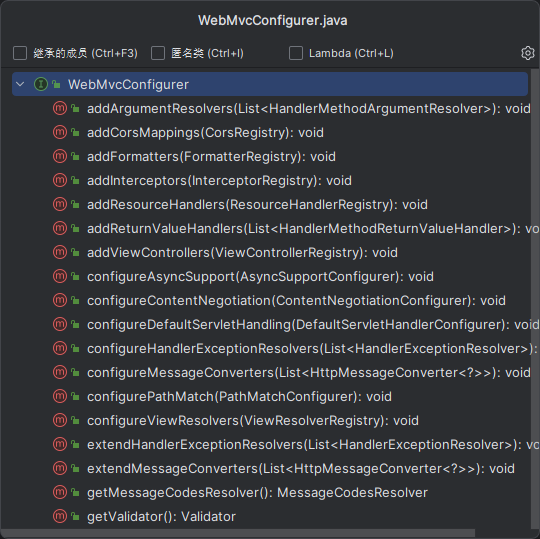 WebMvcConfigurer.java
继承的成员 (Ctrl+F3) 匿名类 (Ctrl+I) Lambda (Ctrl+L)
WebMvcConfigurer
addArgumentResolvers(List<HandlerMethodArgumentResolver>): void
addCorsMappings(CorsRegistry): void
addFormatters(FormatterRegistry): void
addInterceptors(InterceptorRegistry): void
addResourceHandlers(ResourceHandlerRegistry): void
addReturnValueHandlers(List<HandlerMethodReturnValueHandler>): vo
addViewControllers(ViewControllerRegistry): void
configureAsyncSupport(AsyncSupportConfigurer): void
configureContentNegotiation(ContentNegotiationConfigurer): void
configureDefaultServletHandling(DefaultServletHandlerConfigurer): void
configureHandlerExceptionResolvers(List<HandlerExceptionResolver>):
configureMessageConverters(List<HttpMessageConverter<?>>): void
configurePathMatch(PathMatchConfigurer): void
configureViewResolvers(ViewResolverRegistry): void
extendHandlerExceptionResolvers(List<HandlerExceptionResolver>): vo
extendMessageConverters(List<HttpMessageConverter<?>>): void
getMessageCodesResolver(): MessageCodesResolver
getValidator(): Validator